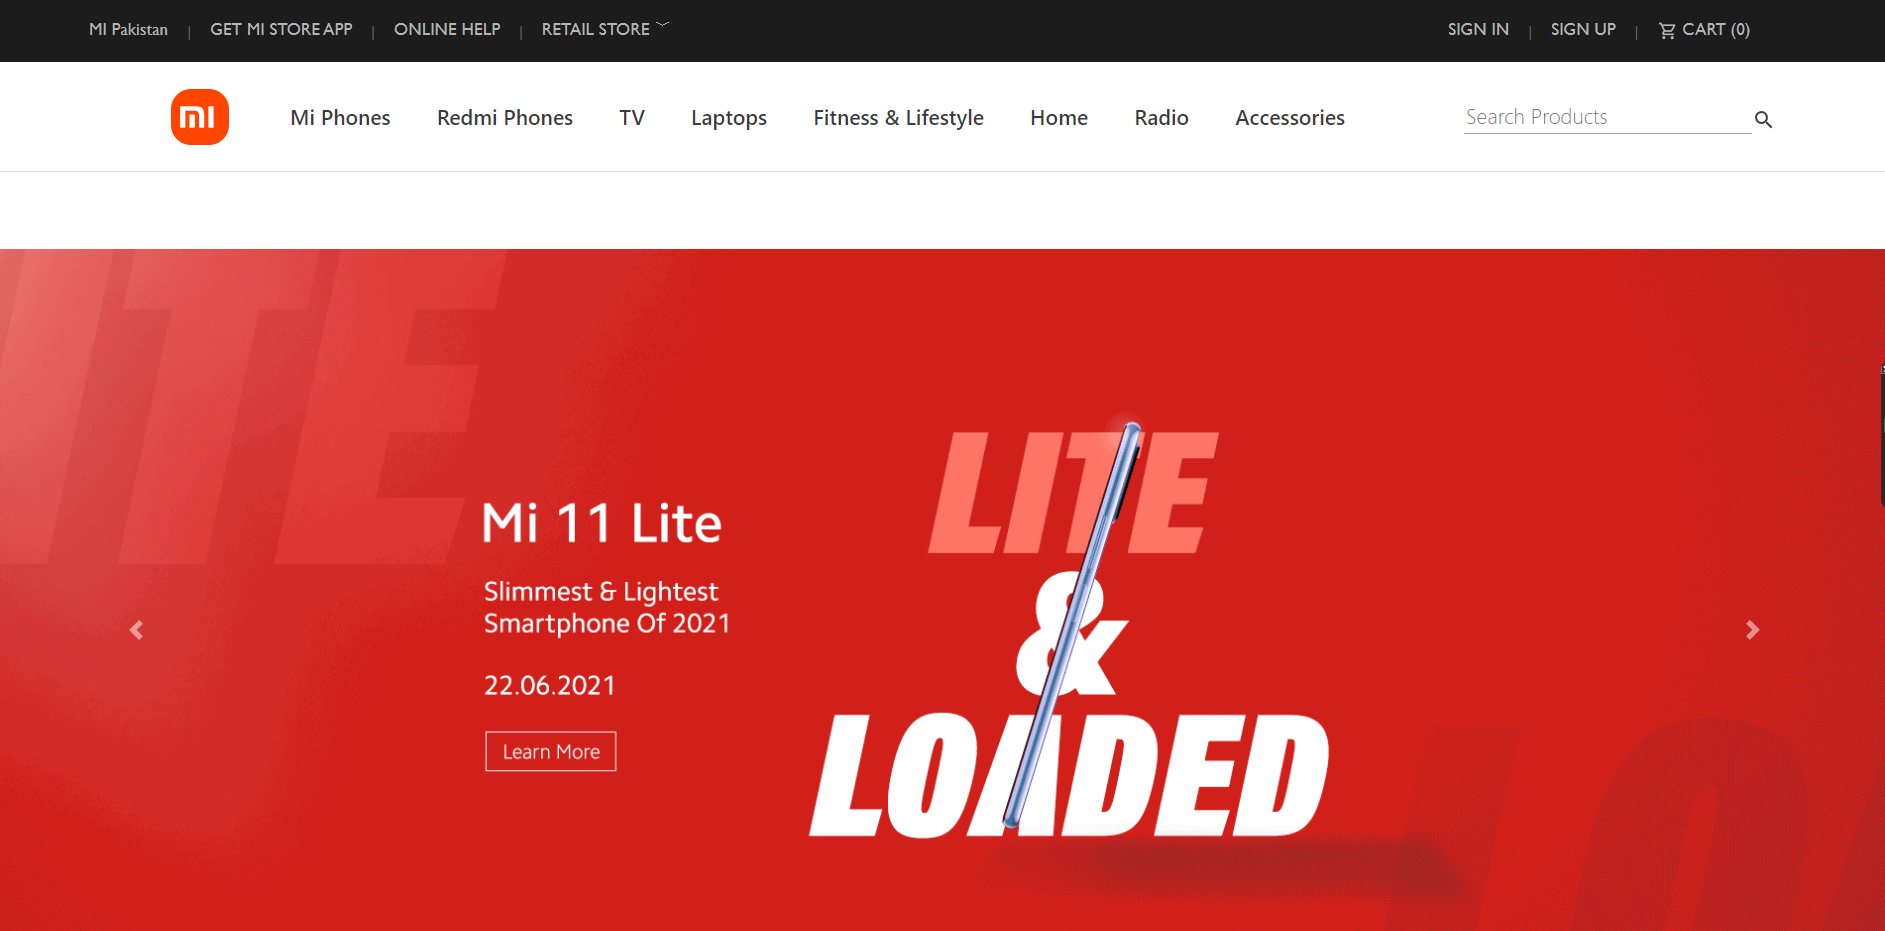 MI Pakistan | GET MI STORE APP | ONLINE HELP | RETAIL STORE
SIGN IN | SIGN UP | CART (0)
mi
Mi Phones Redmi Phones TV Laptops Fitness & Lifestyle Home Radio Accessories
Search Products
LITE
Mi 11 Lite
Slimmest & Lightest
Smartphone Of 2021
22.06.2021
Learn More
LITE
&
LOADED
LO